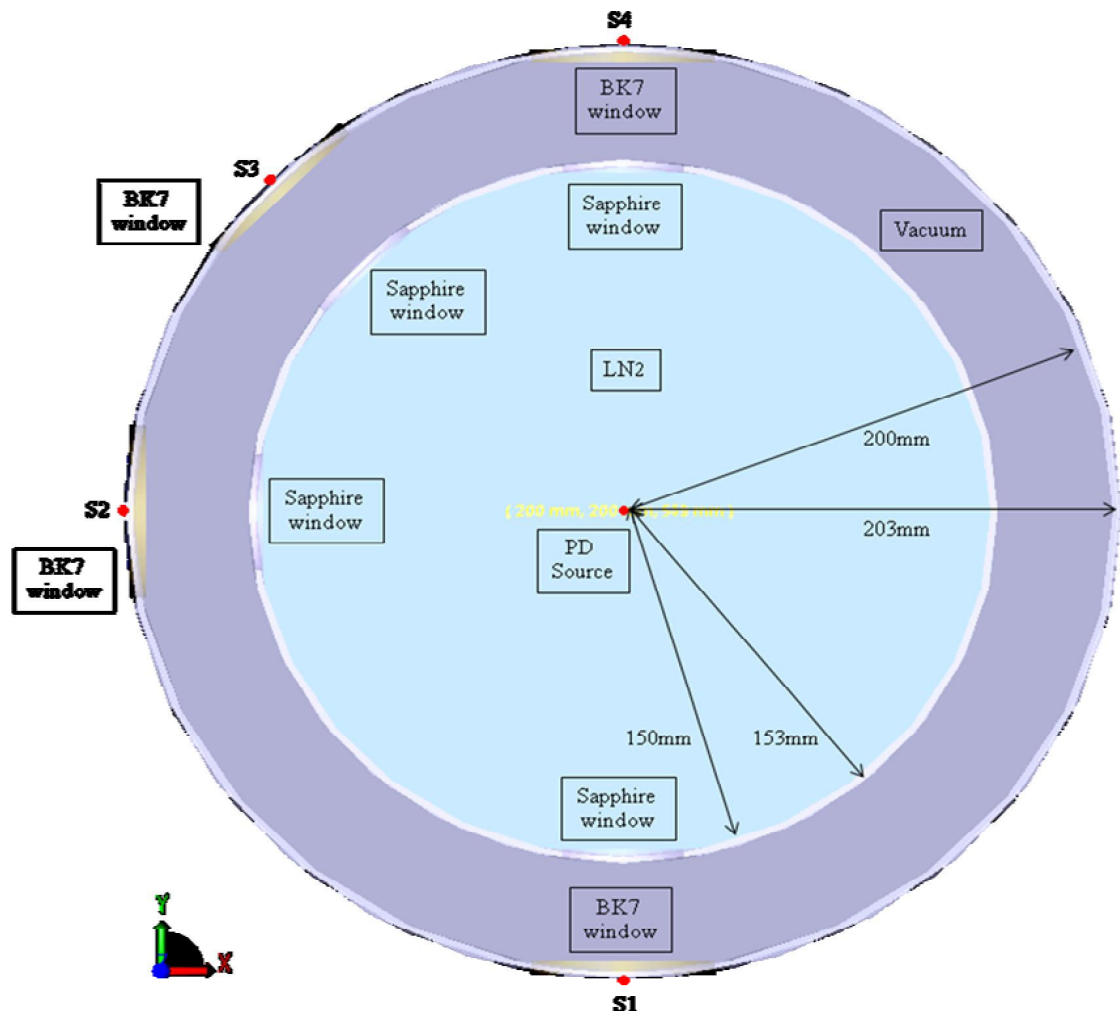 S4
BK7
window
S3
BK7
window
Sapphire
window
Vacuum
Sapphire
window
LN2
200mm
S2
Sapphire
window
203mm
BK7
window
PD
Source
150mm
153mm
Sapphire
window
Y
X
BK7
window
S1